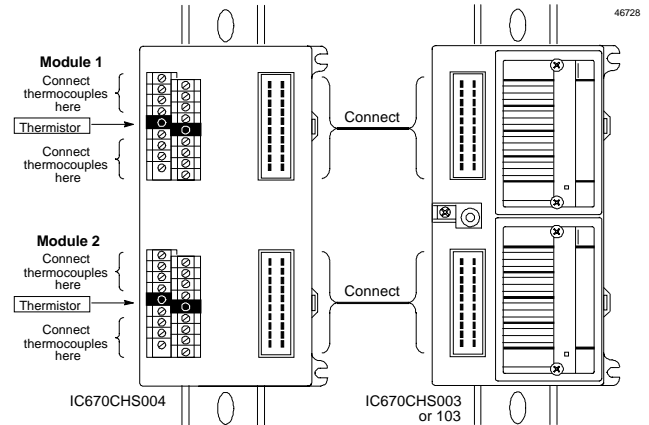 46728
Module 1
Connect
thermocouples
here
Thermistor
Connect
thermocouples
here
Connect
Module 2
Connect
thermocouples
here
Thermistor
Connect
thermocouples
here
Connect
IC670CHS004
IC670CHS003
or 103